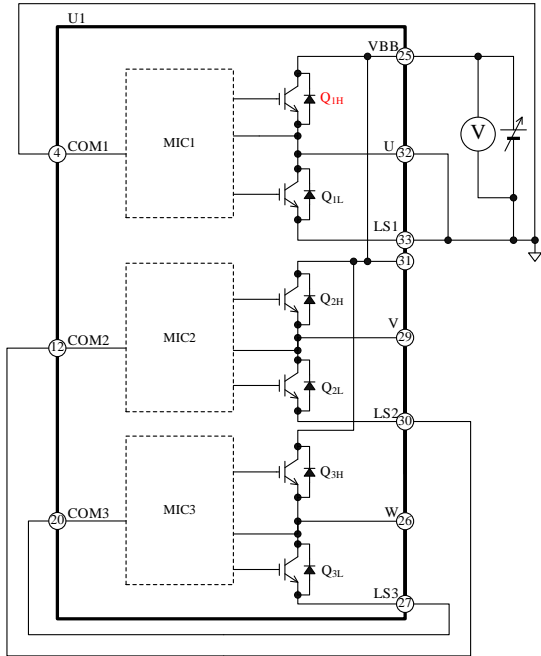 U1
VBB
25
Q1H
MIC1
V
4
COM1
U
32
Q1L
LS1
33
31
Q2H
V
29
12
COM2
MIC2
Q2L
LS2
30
Q3H
MIC3
20
COM3
W
26
Q3L
LS3
27